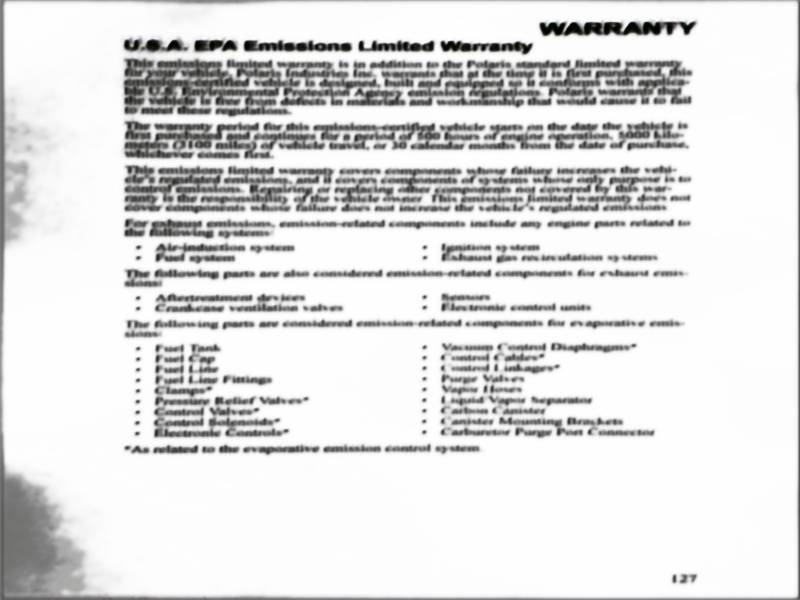 WARRANTY
U.S.A. EPA Emissions Limited Warranty
This emissions limited warranty is in addition to the Polaris standard limited warranty
for your vehicle. Polaris Industries Inc. warrants that at the time it is first purchased, this
emissions-certified vehicle is designed, built and equipped so it conforms with applica-
ble U.S. Environmental Protection Agency emission regulations. Polaris warrants that
the vehicle is free from defects in materials and workmanship that would cause it to fail
to meet these regulations.
The warranty period for this emissions-certified vehicle starts on the date the vehicle is
first purchased and continues for a period of 500 hours of engine operation, 5000 kilo-
meters (3100 miles) of vehicle travel, or 30 calendar months from the date of purchase,
whichever comes first.
This emissions limited warranty covers components whose failure increases the vehi-
cle's regulated emissions, and it covers components of systems whose only purpose is to
control emissions. Repairing or replacing other components not covered by this war-
ranty is the responsibility of the vehicle owner. This emissions limited warranty does not
cover components whose failure does not increase the vehicle's regulated emissions.
For exhaust emissions, emission-related components include any engine parts related to
the following systems:
• Air-induction system
• Fuel system
• Ignition system
• Exhaust gas recirculation systems
The following parts are also considered emission-related components for exhaust emis-
sions:
• Aftertreatment devices
• Crankcase ventilation valves
• Sensors
• Electronic control units
The following parts are considered emission-related components for evaporative emis-
sions:
• Fuel Tank
• Fuel Cap
• Fuel Line
• Fuel Line Fittings
• Clamps*
• Pressure Relief Valves*
• Control Valves*
• Control Solenoids*
• Electronic Controls*
• Vacuum Control Diaphragms*
• Control Cables*
• Control Linkages*
• Purge Valves
• Vapor Hoses
• Liquid/Vapor Separator
• Carbon Canister
• Canister Mounting Brackets
• Carburetor Purge Port Connector
*As related to the evaporative emission control system.
127